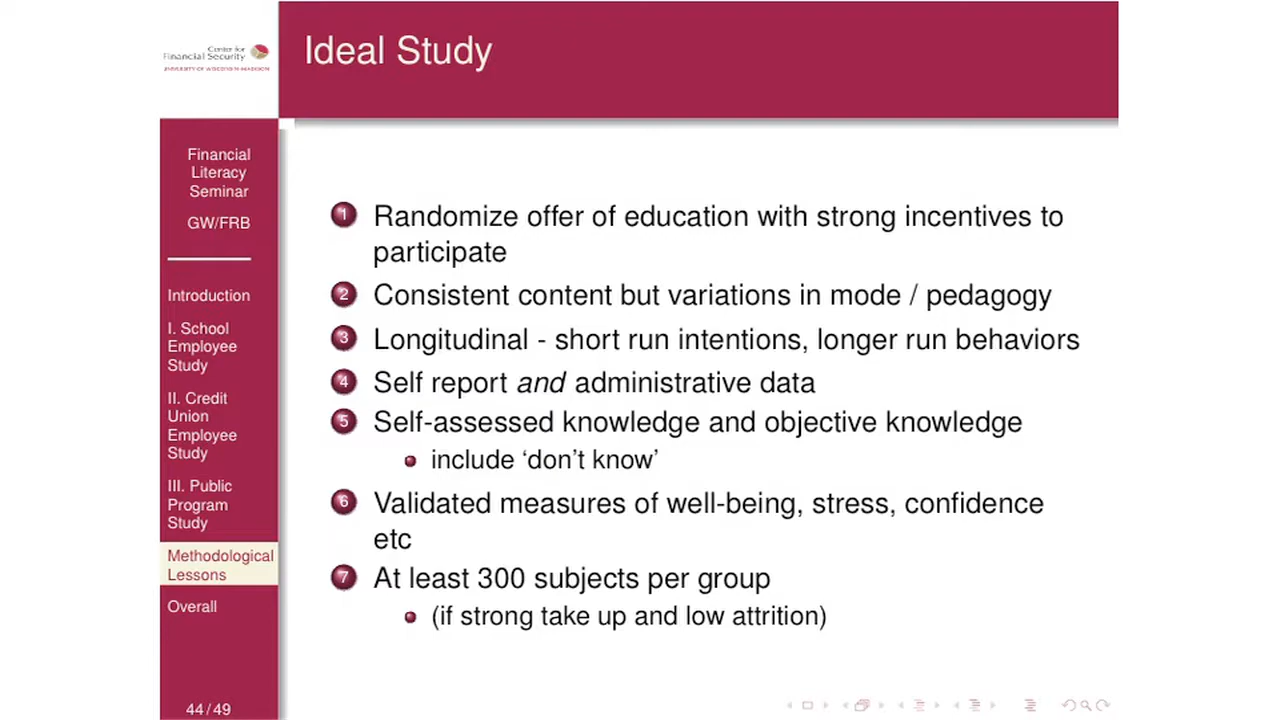 Center for
Financial Security
UNIVERSITY OF WISCONSIN-MADISON
Ideal Study
Financial
Literacy
Seminar
GW/FRB
Introduction
I. School
Employee
Study
II. Credit
Union
Employee
Study
III. Public
Program
Study
Methodological
Lessons
Overall
44 / 49
1 Randomize offer of education with strong incentives to
participate
2 Consistent content but variations in mode / pedagogy
3 Longitudinal - short run intentions, longer run behaviors
4 Self report and administrative data
5 Self-assessed knowledge and objective knowledge
include ‘don’t know’
6 Validated measures of well-being, stress, confidence
etc
7 At least 300 subjects per group
(if strong take up and low attrition)